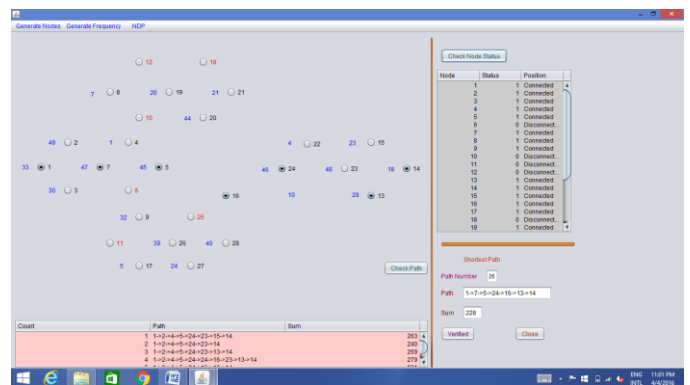 Generate Nodes Generate Frequency NDP
12 18
7 8 20 19 21 21
10 44 20
49 2 1 4 4 22 23 15
33 1 47 7 45 5 46 24 48 23 18 14
30 3 6 16 10 29 13
32 9 25
11 39 26 40 28
5 17 24 27
Check Path
Check Node Status
Node Status Position
1 1 Connected
2 1 Connected
3 1 Connected
4 1 Connected
5 1 Connected
6 0 Disconnect...
7 1 Connected
8 1 Connected
9 1 Connected
10 0 Disconnect...
11 0 Disconnect...
12 0 Disconnect...
13 1 Connected
14 1 Connected
15 1 Connected
16 1 Connected
17 1 Connected
18 0 Disconnect...
19 1 Connected
Shortest Path
Path Number 26
Path 1->7->5->24->16->13->14
Sum 228
Verified Close
Count Path Sum
1 1->2->4->5->24->23->15->14 263
2 1->2->4->5->24->23->14 240
3 1->2->4->5->24->23->13->14 269
4 1->2->4->5->24->24->16->23->13->14 279
ENG 11:01 PM
INTL 4/4/2016